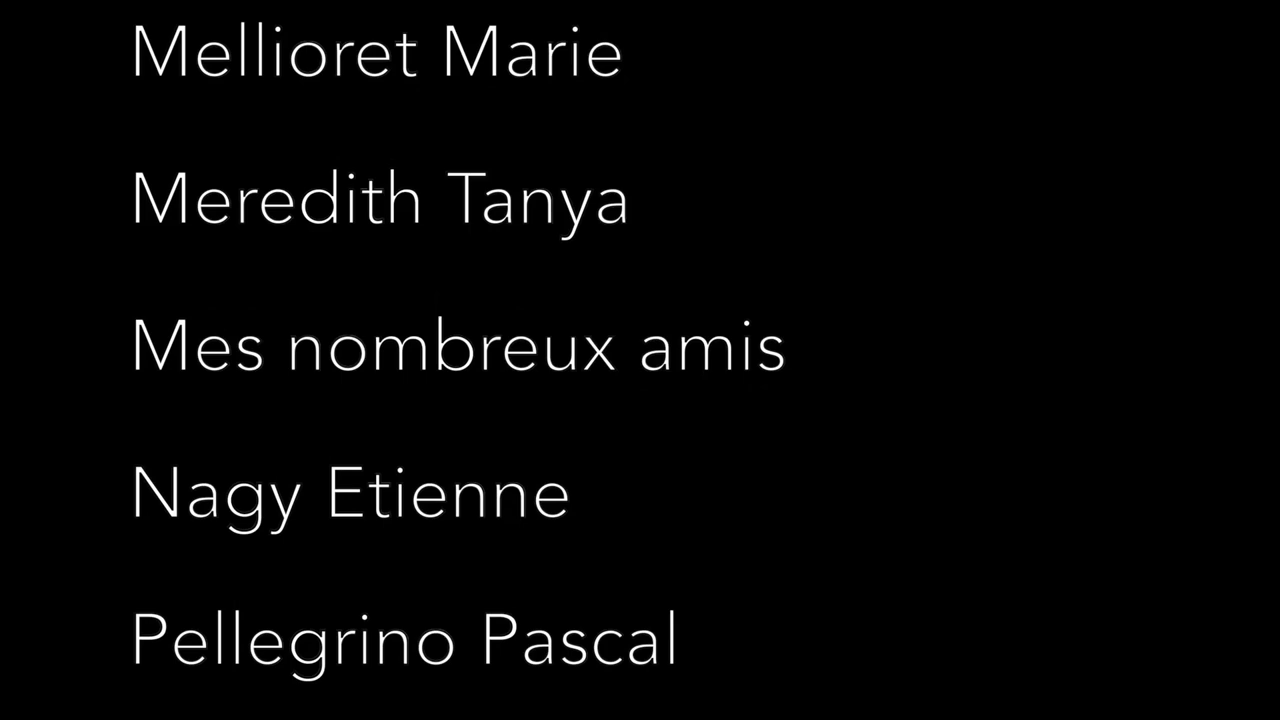 Mellioret Marie
Meredith Tanya
Mes nombreux amis
Nagy Etienne
Pellegrino Pascal